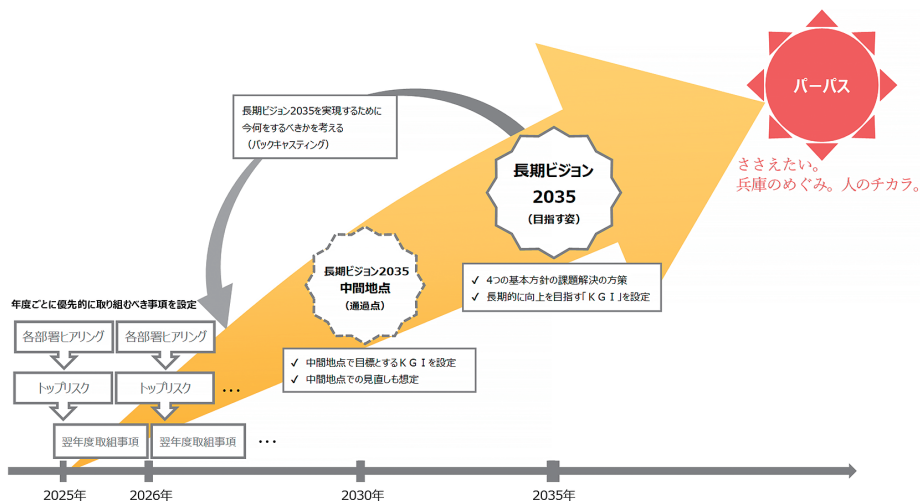 パーパス
ささえたい。
兵庫のめぐみ。人のチカラ。
長期ビジョン2035を実現するために
今何をするべきかを考える
（バックキャスティング）
長期ビジョン
2035
（目指す姿）
✓ 4つの基本方針の課題解決の方策
✓ 長期的に向上を目指す「ＫＧＩ」を設定
長期ビジョン2035
中間地点
（通過点）
✓ 中間地点で目標とするＫＧＩを設定
✓ 中間地点での見直しも想定
年度ごとに優先的に取り組むべき事項を設定
各部署ヒアリング 各部署ヒアリング
トップリスク トップリスク ・・・
翌年度取組事項 翌年度取組事項 ・・・
2025年 2026年 2030年 2035年